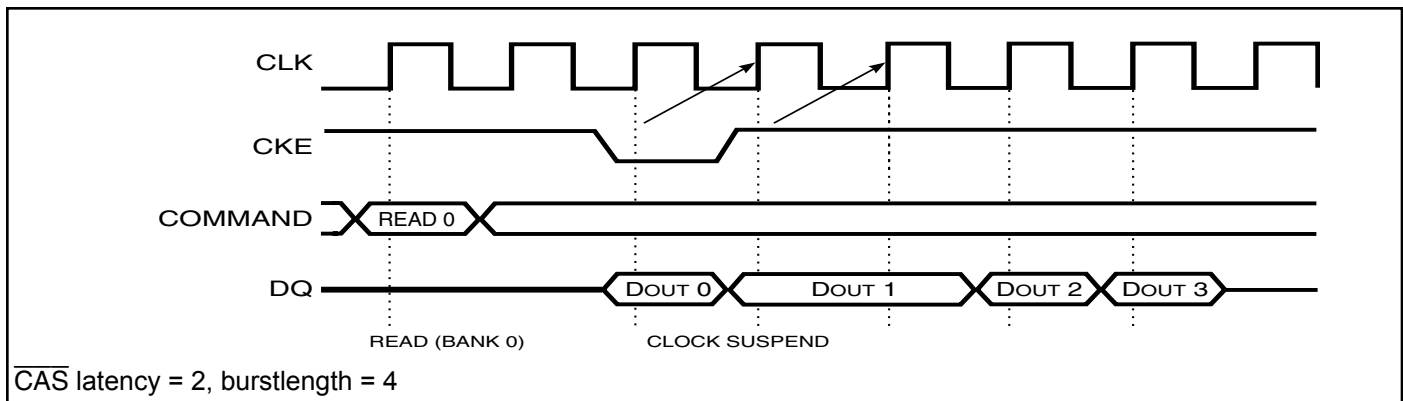 CLK
CKE
COMMAND READ 0
DQ DOUT 0 DOUT 1 DOUT 2 DOUT 3
READ (BANK 0) CLOCK SUSPEND
CAS latency = 2, burstlength = 4